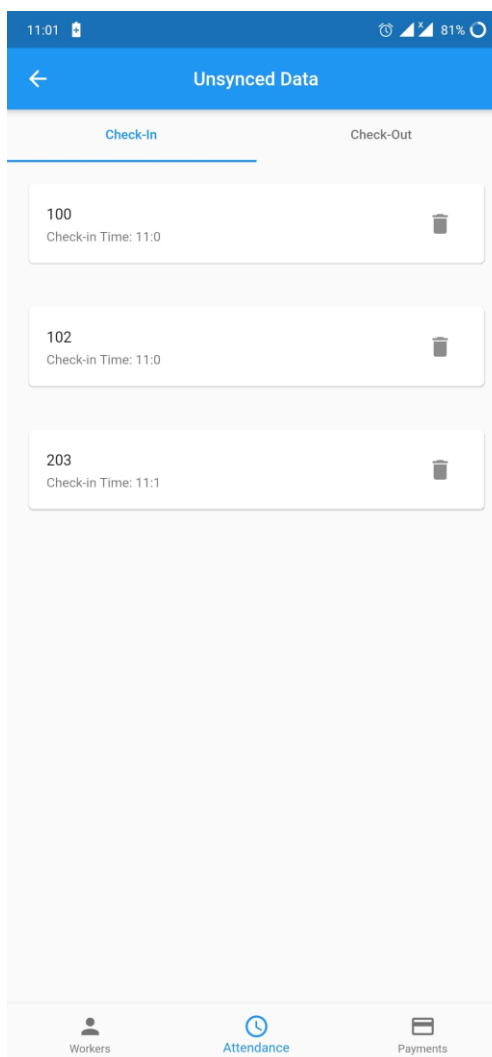 11:01
81%
Unsynced Data
Check-In
Check-Out
100
Check-in Time: 11:0
102
Check-in Time: 11:0
203
Check-in Time: 11:1
Workers
Attendance
Payments